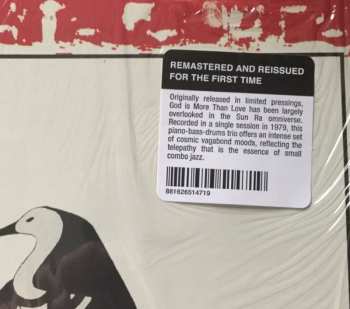 REMASTERED AND REISSUED
FOR THE FIRST TIME
Originally released in limited pressings,
God is More Than Love has been largely
overlooked in the Sun Ra omniverse.
Recorded in a single session in 1979, this
piano-bass-drums trio offers an intense set
of cosmic vagabond moods, reflecting the
telepathy that is the essence of small
combo jazz.
881626514719